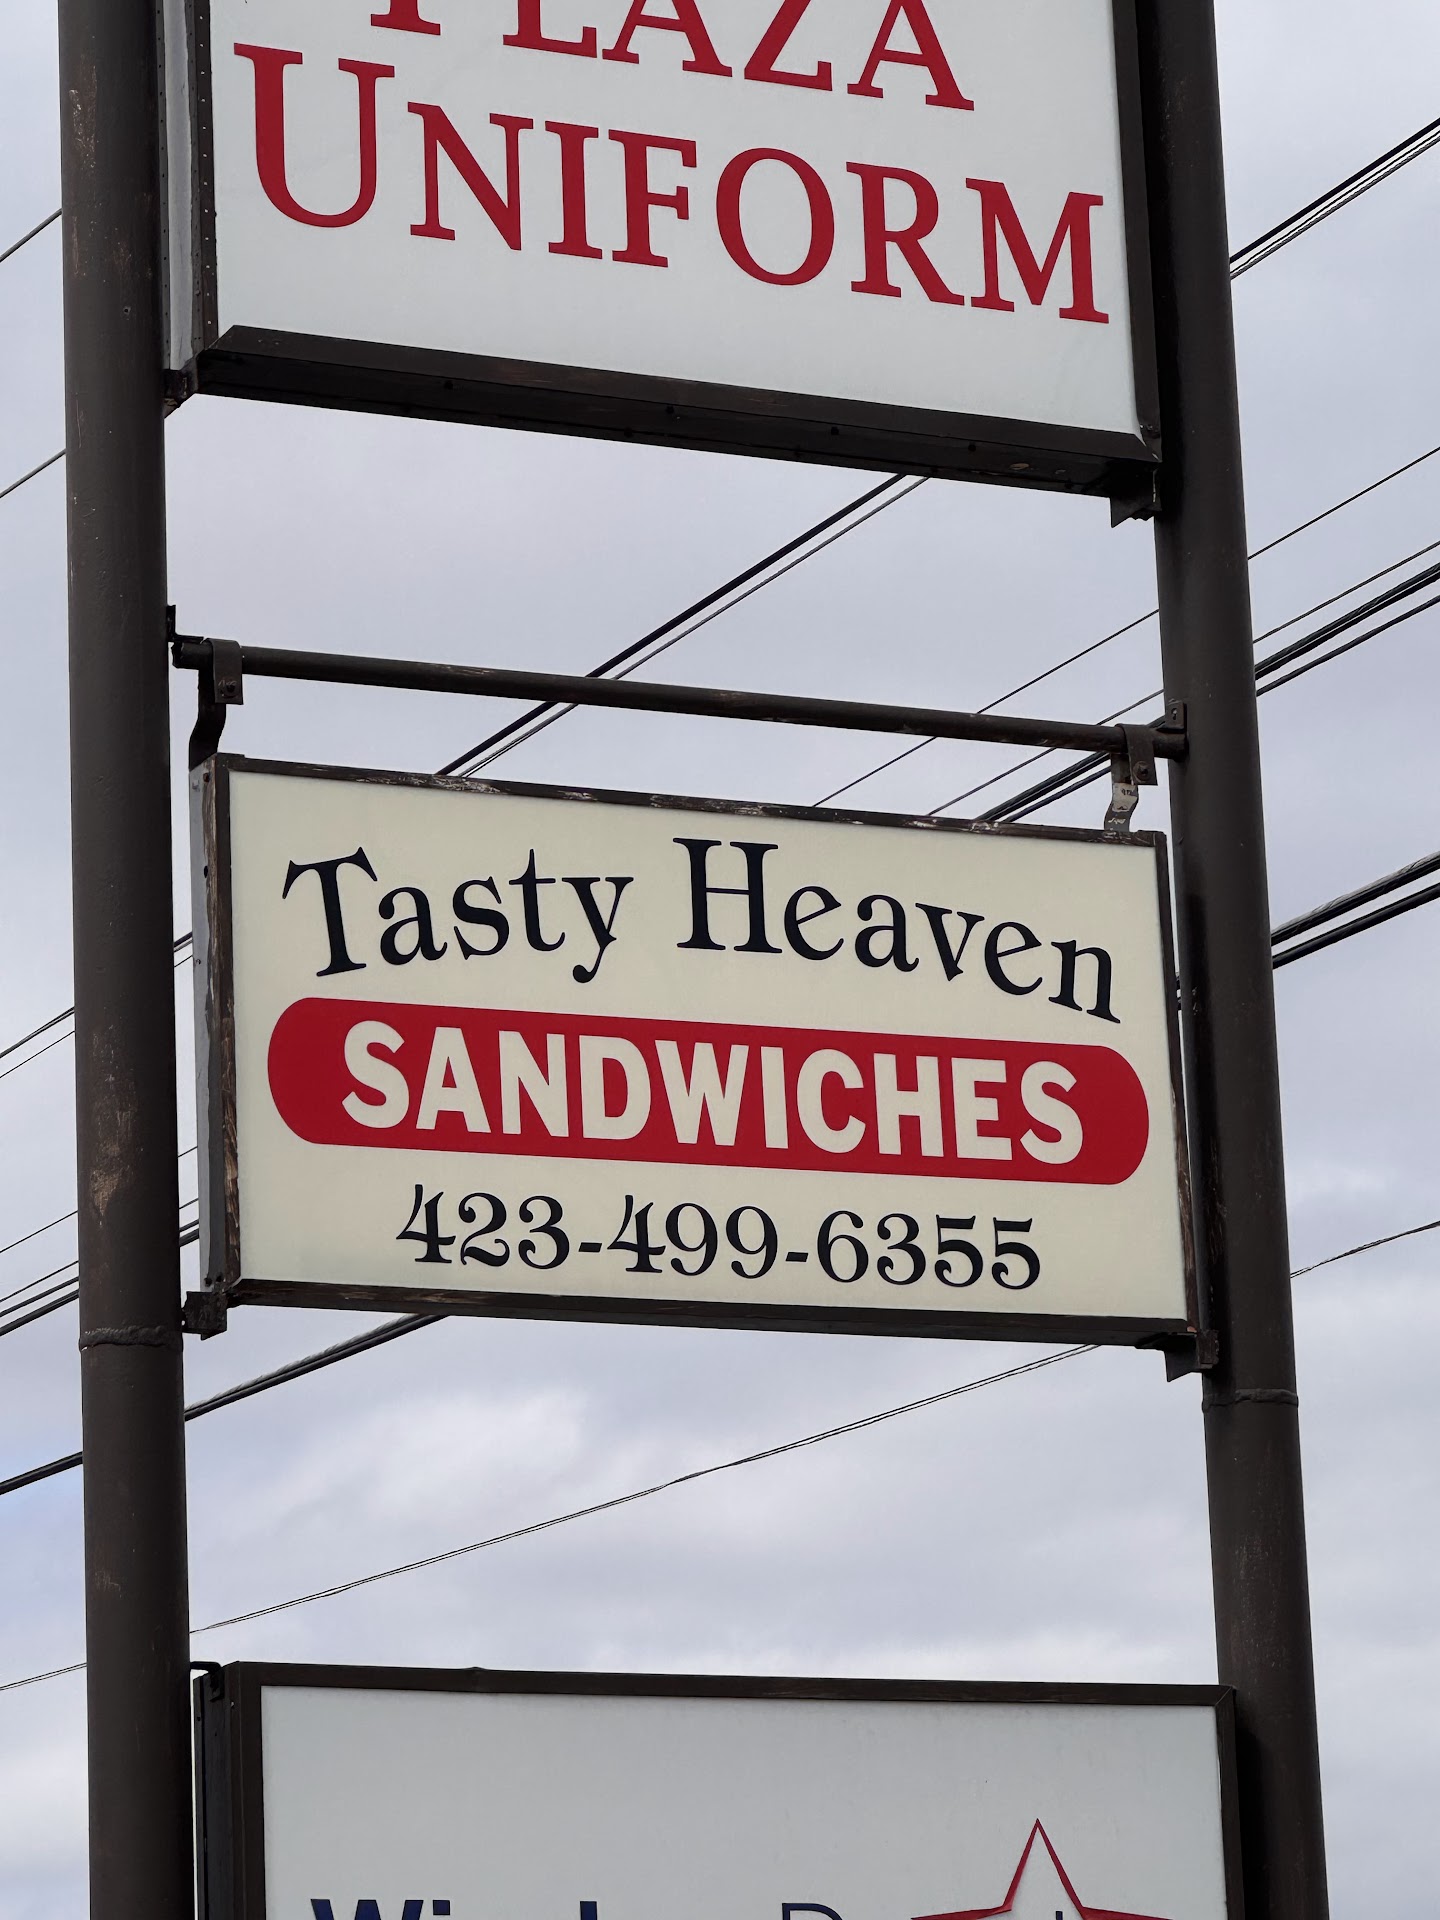 PLAZA
UNIFORM
Tasty Heaven
SANDWICHES
423-499-6355